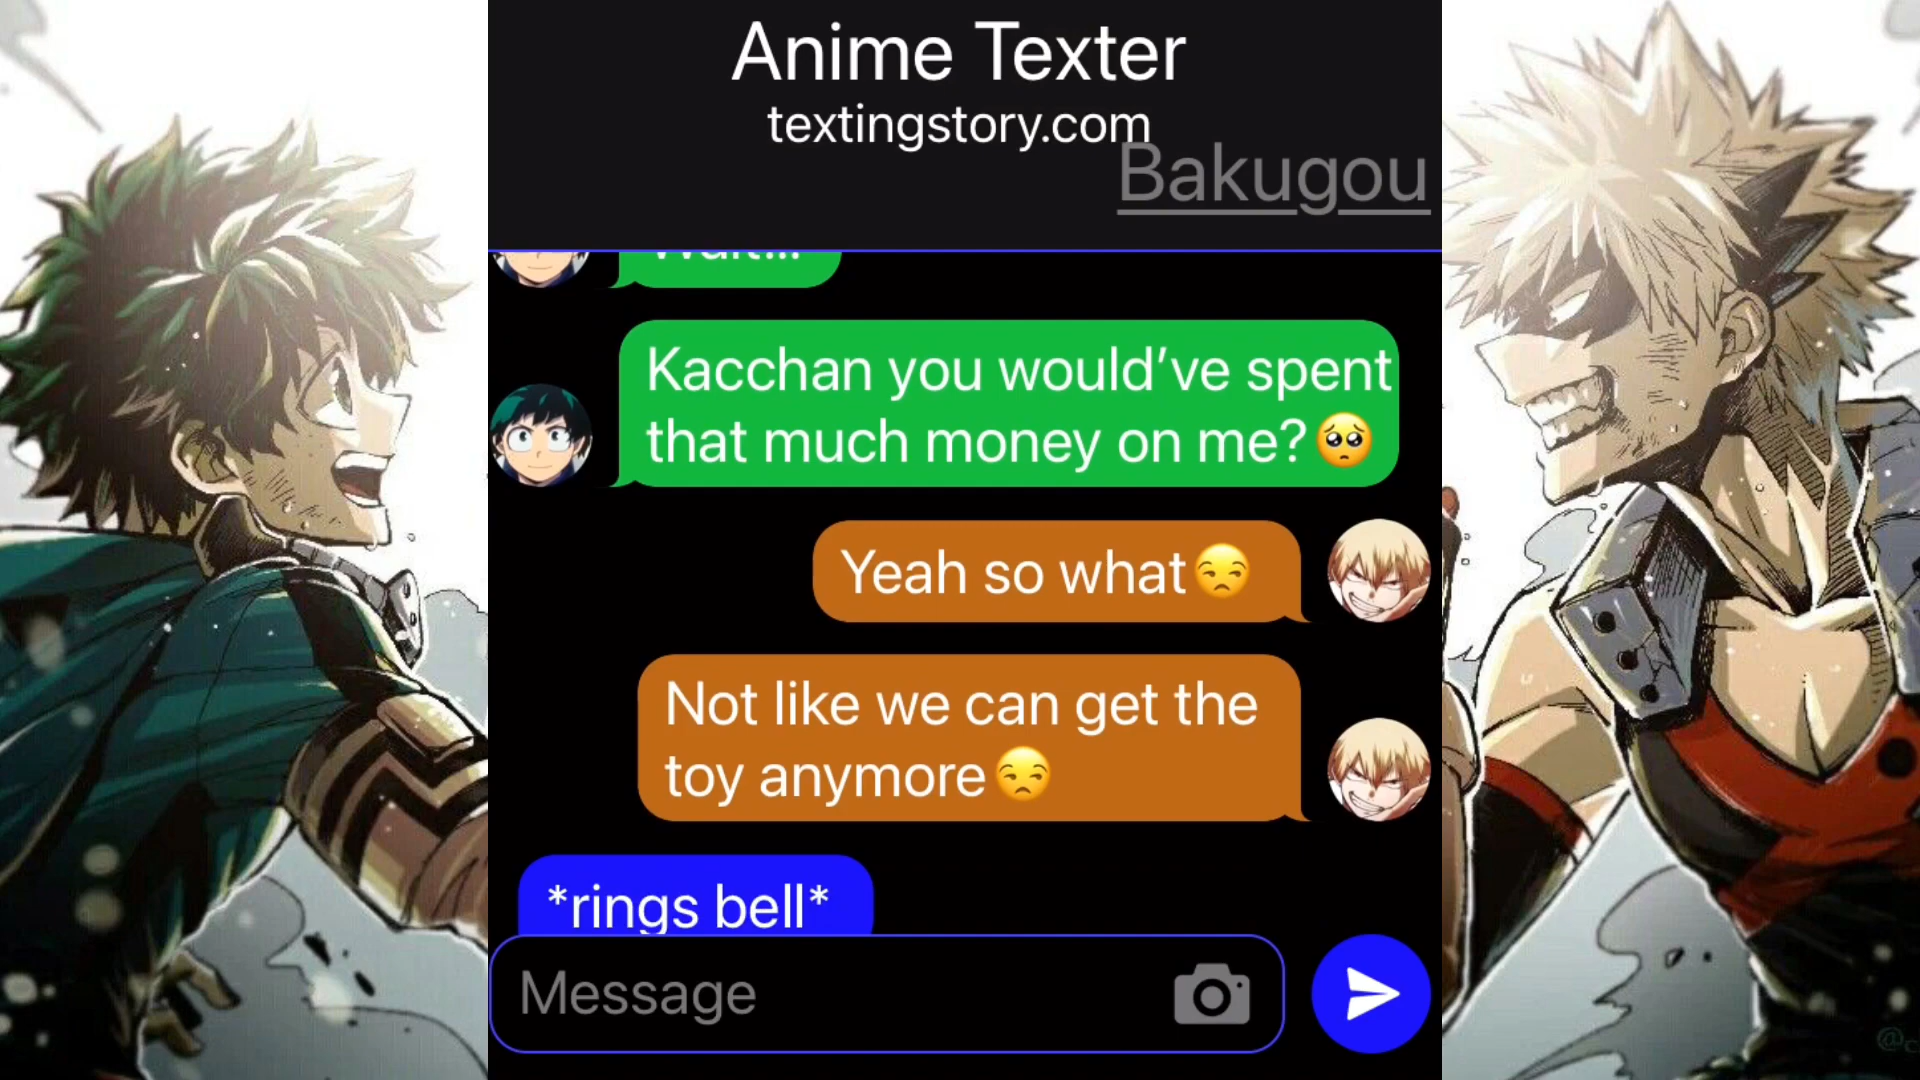 Anime Texter
textingstory.com
Bakugou
Wait...
Kacchan you would’ve spent
that much money on me?🥺
Yeah so what😒
Not like we can get the
toy anymore😒
*rings bell*
Message